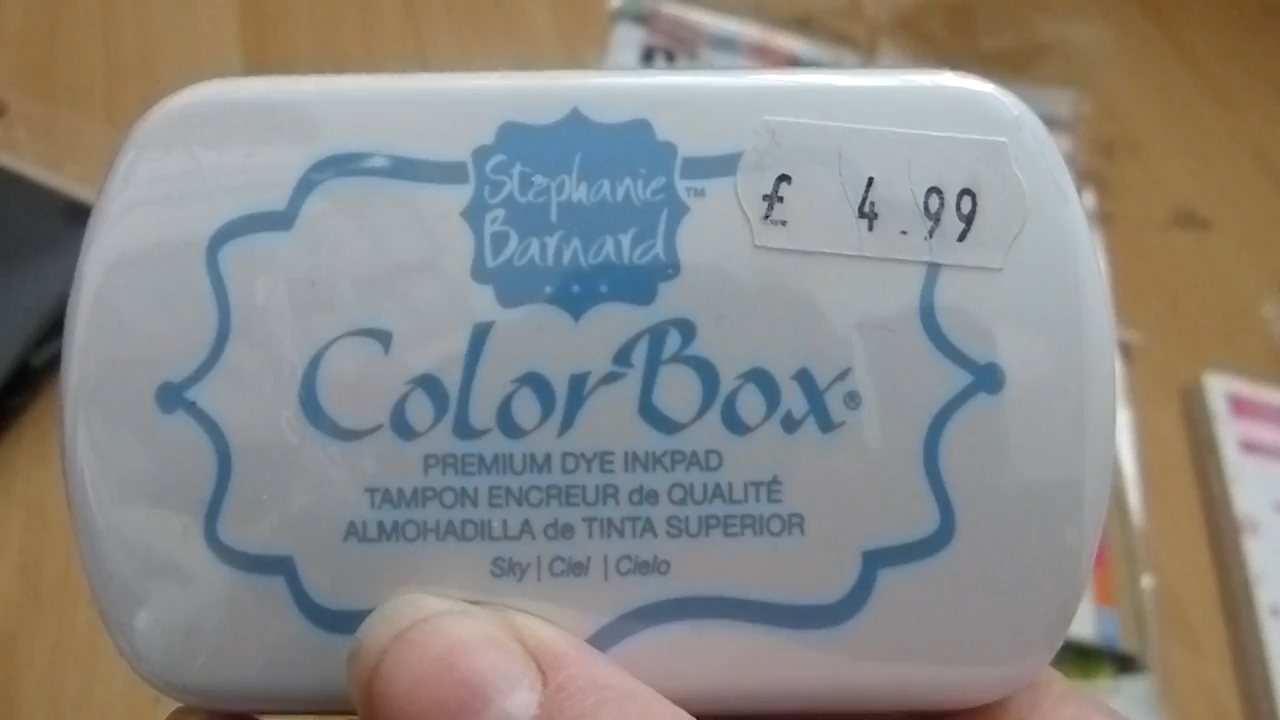 Stephanie
Barnard
™
£ 4.99
ColorBox®
PREMIUM DYE INKPAD
TAMPON ENCREUR de QUALITÉ
ALMOHADILLA de TINTA SUPERIOR
Sky | Ciel | Cielo